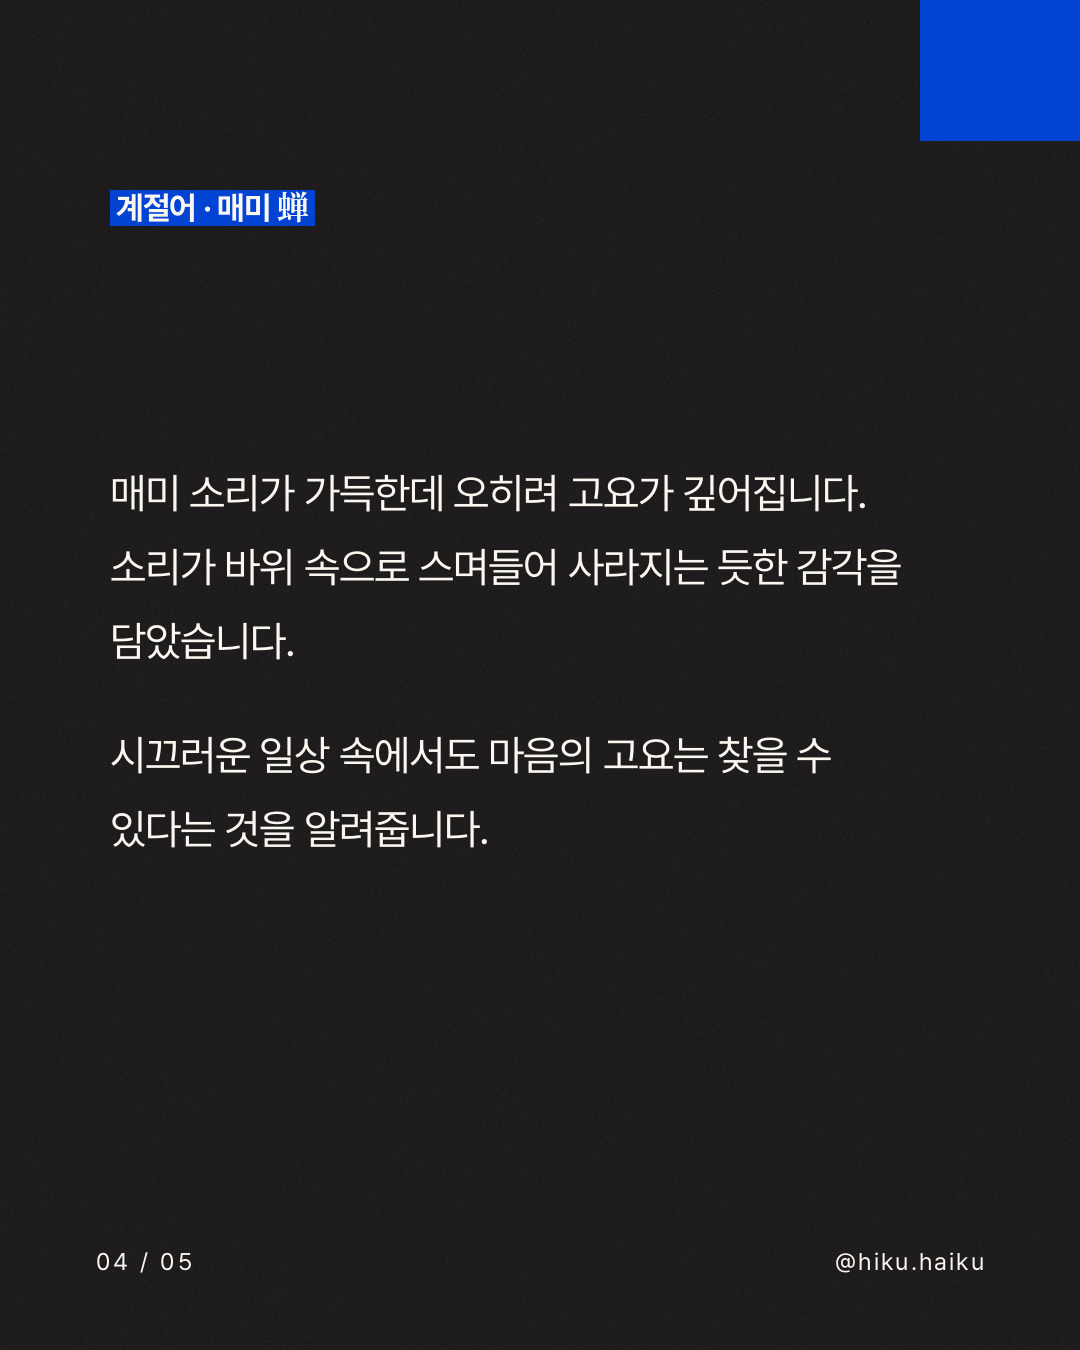 계절어 · 매미 蝉
매미 소리가 가득한데 오히려 고요가 깊어집니다.
소리가 바위 속으로 스며들어 사라지는 듯한 감각을
담았습니다.
시끄러운 일상 속에서도 마음의 고요는 찾을 수
있다는 것을 알려줍니다.
04 / 05
@hiku.haiku